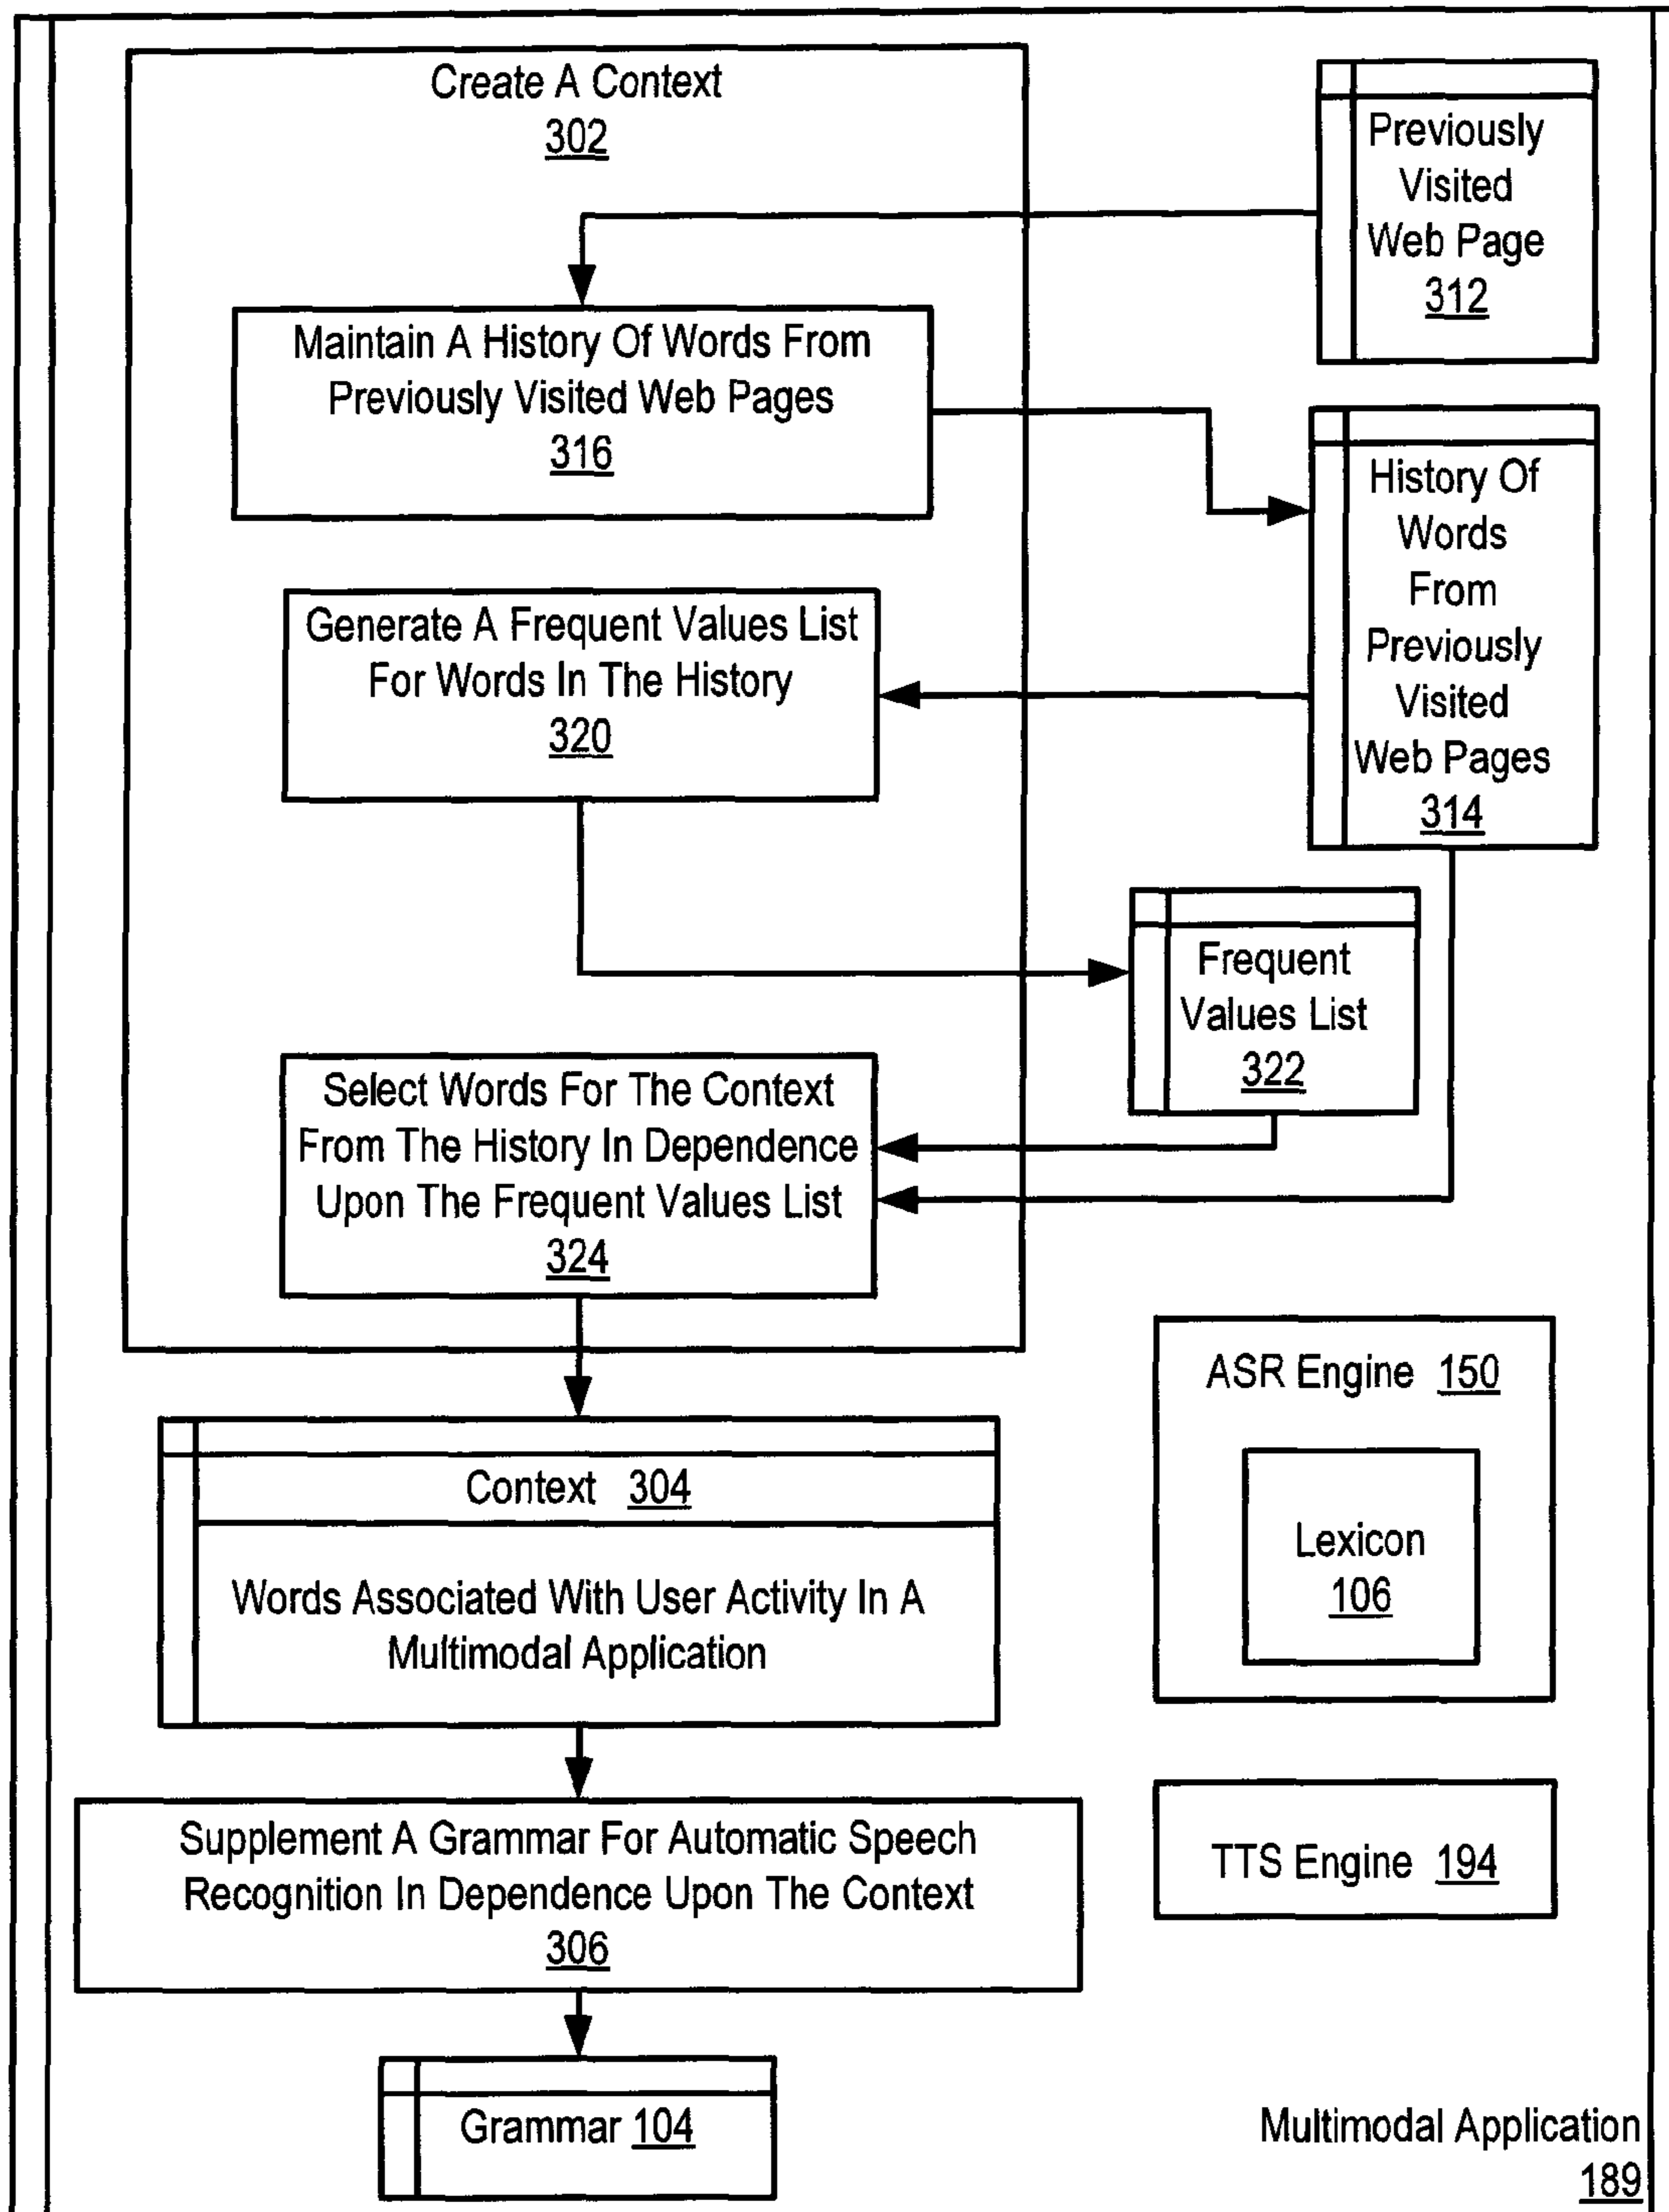 Create A Context
302
Previously
Visited
Web Page
312
Maintain A History Of Words From
Previously Visited Web Pages
316
History Of
Words
From
Previously
Visited
Web Pages
314
Generate A Frequent Values List
For Words In The History
320
Frequent
Values List
322
Select Words For The Context
From The History In Dependence
Upon The Frequent Values List
324
ASR Engine 150
Lexicon
106
Context 304
Words Associated With User Activity In A
Multimodal Application
TTS Engine 194
Supplement A Grammar For Automatic Speech
Recognition In Dependence Upon The Context
306
Grammar 104
Multimodal Application
189